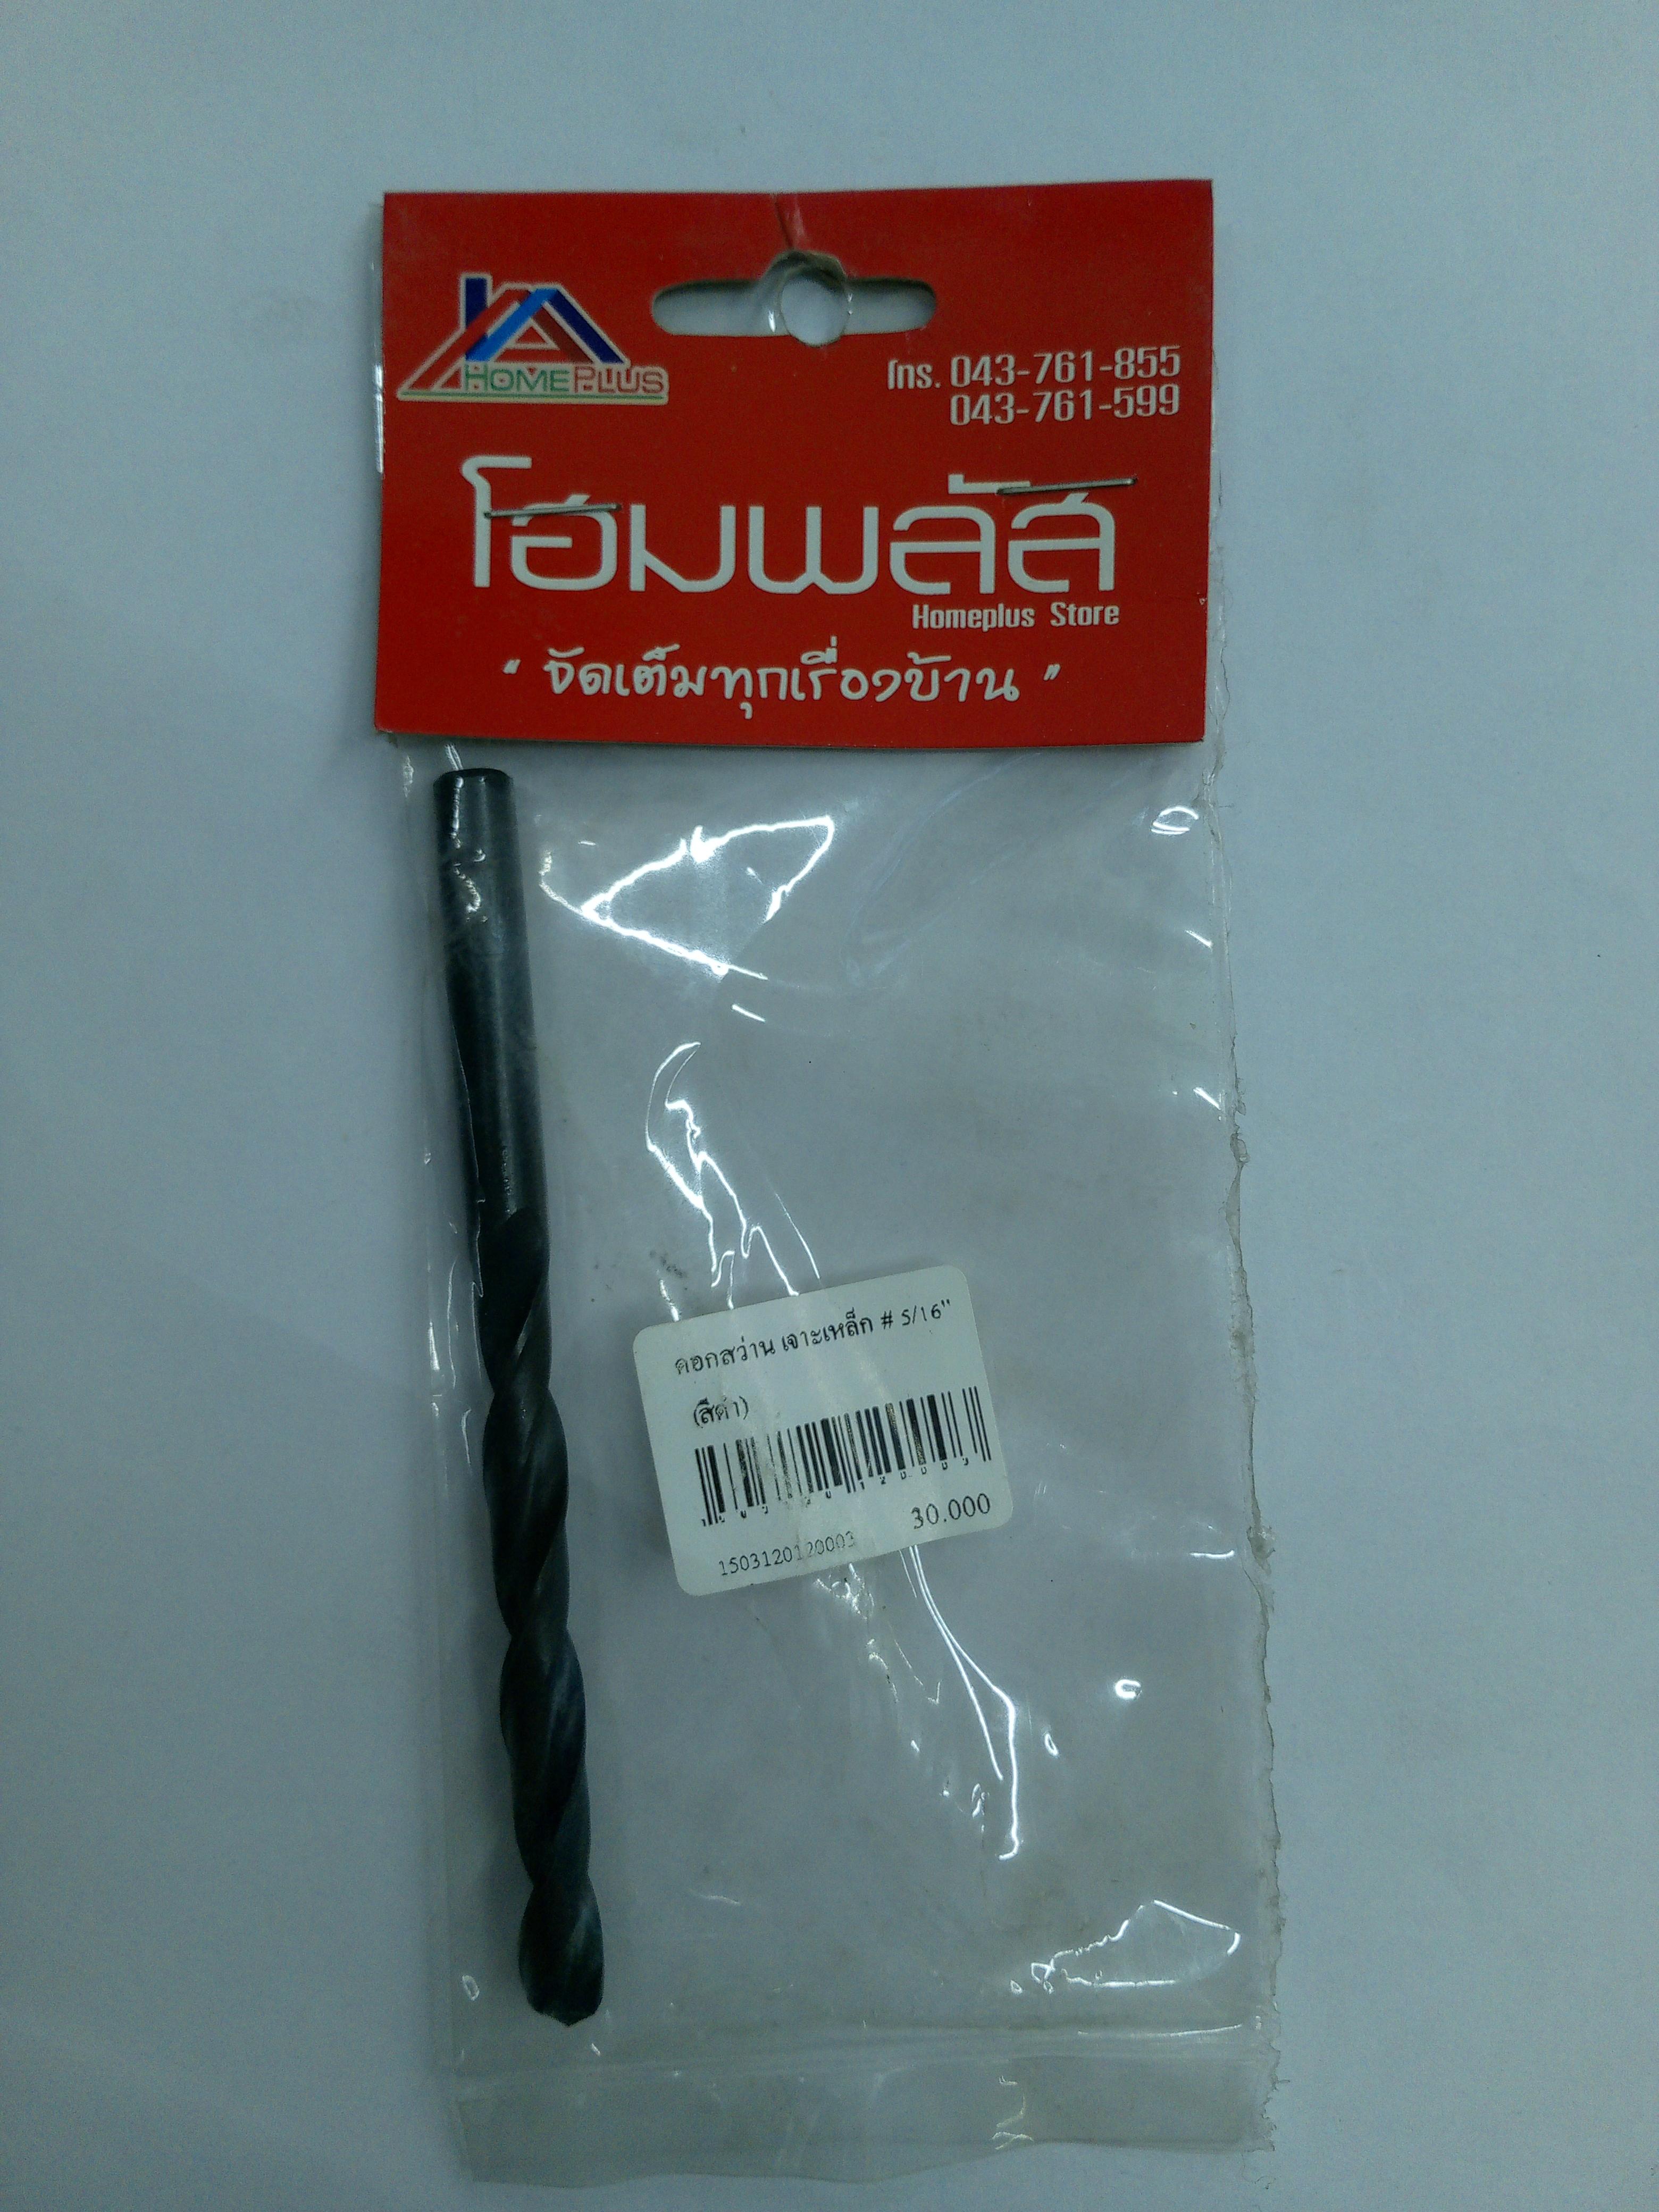 HOMEPLUS
โทร. 043-761-855
043-761-599
โฮมพลัส
Homeplus Store
" จัดเต็มทุกเรื่องบ้าน "
ดอกสว่าน เจาะเหล็ก # 5/16"
(สีดำ)
30.000
1503120120003